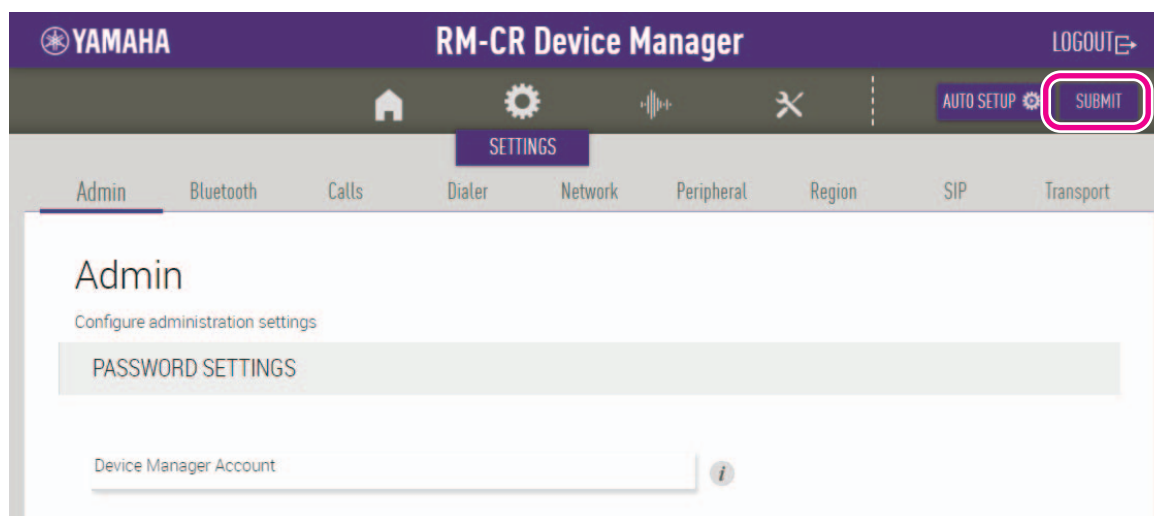 YAMAHA RM-CR Device Manager LOGOUT
AUTO SETUP SUBMIT
SETTINGS
Admin Bluetooth Calls Dialer Network Peripheral Region SIP Transport
Admin
Configure administration settings
PASSWORD SETTINGS
Device Manager Account
i